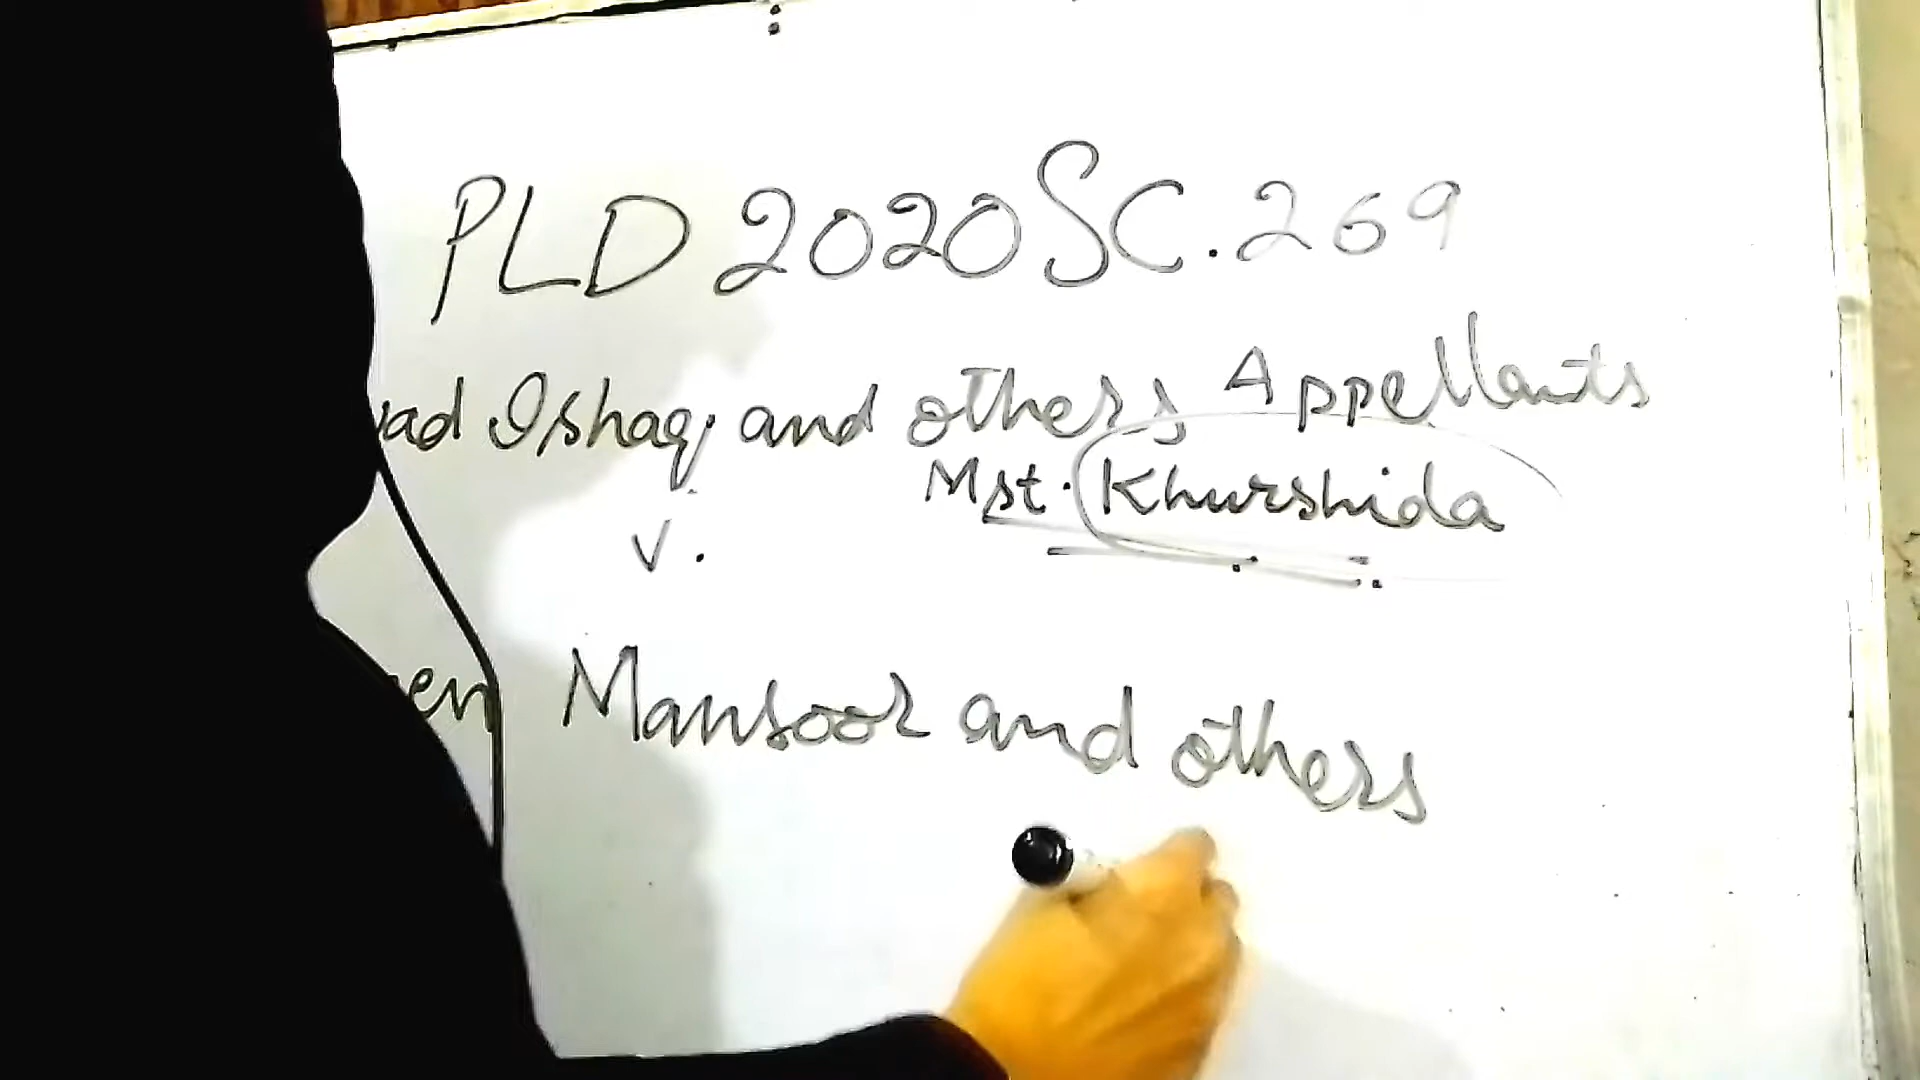 PLD 2020 SC. 269
ad Ishaq and others Appellants
Mst. Khurshida
V.
Mansoor and others